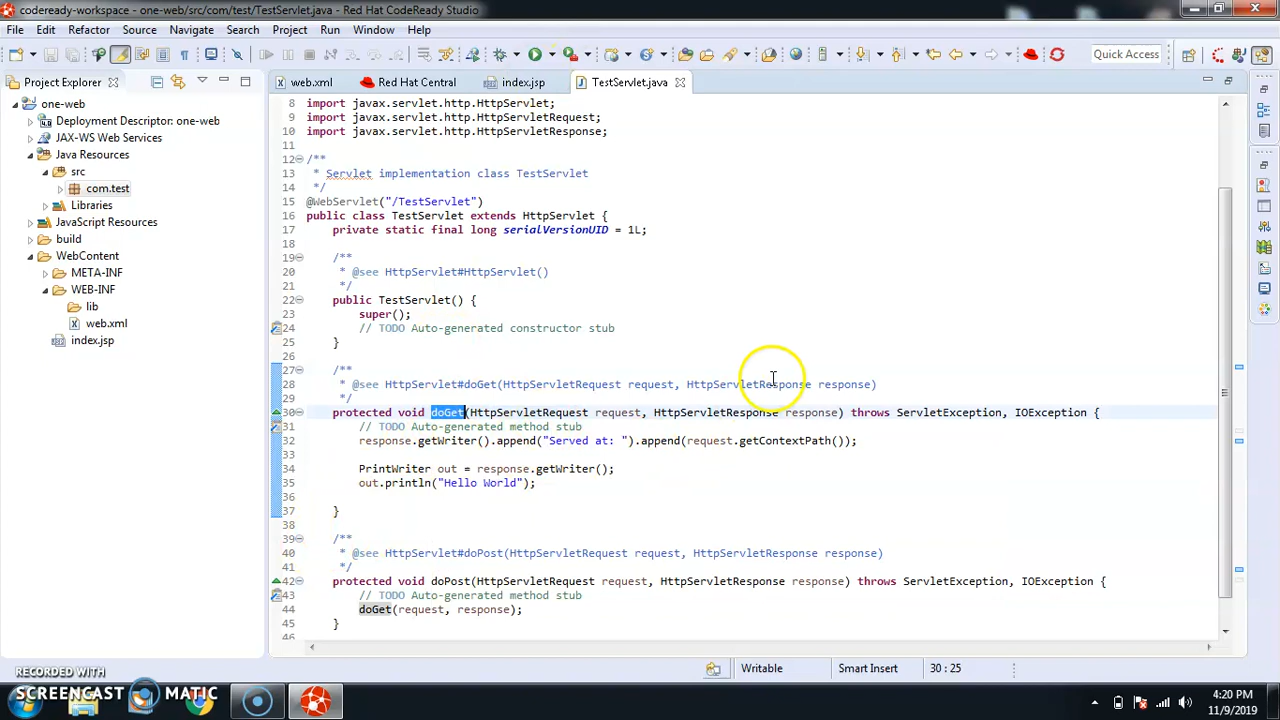 codeready-workspace - one-web/src/com/test/TestServlet.java - Red Hat CodeReady Studio
File Edit Refactor Source Navigate Search Project Run Window Help
Quick Access
Project Explorer
web.xml
Red Hat Central
index.jsp
TestServlet.java
one-web
Deployment Descriptor: one-web
JAX-WS Web Services
Java Resources
src
com.test
Libraries
JavaScript Resources
build
WebContent
META-INF
WEB-INF
lib
web.xml
index.jsp
8 import javax.servlet.http.HttpServlet;
9 import javax.servlet.http.HttpServletRequest;
10 import javax.servlet.http.HttpServletResponse;
11
12 /**
13 * Servlet implementation class TestServlet
14 */
15 @WebServlet("/TestServlet")
16 public class TestServlet extends HttpServlet {
17 private static final long serialVersionUID = 1L;
18
19 /**
20 * @see HttpServlet#HttpServlet()
21 */
22 public TestServlet() {
23 super();
24 // TODO Auto-generated constructor stub
25 }
26
27 /**
28 * @see HttpServlet#doGet(HttpServletRequest request, HttpServletResponse response)
29 */
30 protected void doGet(HttpServletRequest request, HttpServletResponse response) throws ServletException, IOException {
31 // TODO Auto-generated method stub
32 response.getWriter().append("Served at: ").append(request.getContextPath());
33
34 PrintWriter out = response.getWriter();
35 out.println("Hello World");
36
37 }
38
39 /**
40 * @see HttpServlet#doPost(HttpServletRequest request, HttpServletResponse response)
41 */
42 protected void doPost(HttpServletRequest request, HttpServletResponse response) throws ServletException, IOException {
43 // TODO Auto-generated method stub
44 doGet(request, response);
45 }
46
Writable
Smart Insert
30 : 25
RECORDED WITH
SCREENCAST MATIC
4:20 PM
11/9/2019